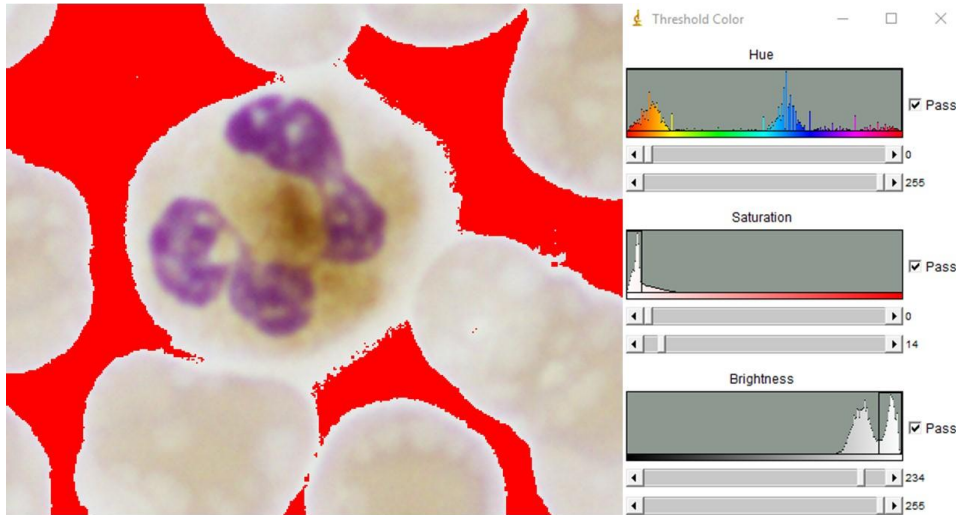 Threshold Color
Hue
Pass
0
255
Saturation
Pass
0
14
Brightness
Pass
234
255